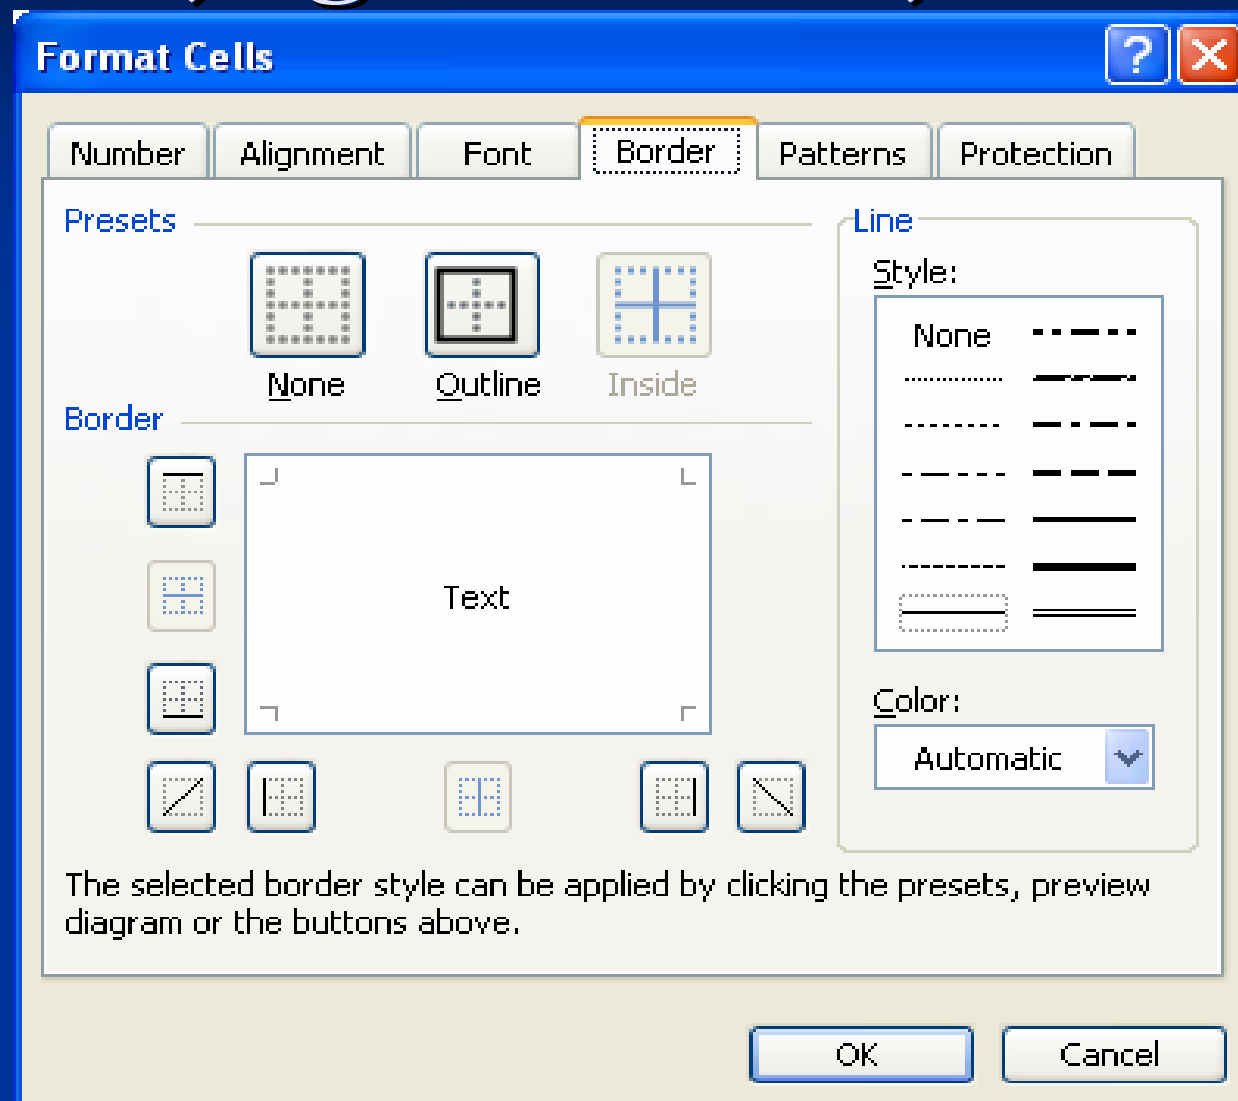 Format Cells
Number Alignment Font Border Patterns Protection
Presets
None Outline Inside
Border
Text
Line
Style:
None
Color:
Automatic
The selected border style can be applied by clicking the presets, preview
diagram or the buttons above.
OK Cancel